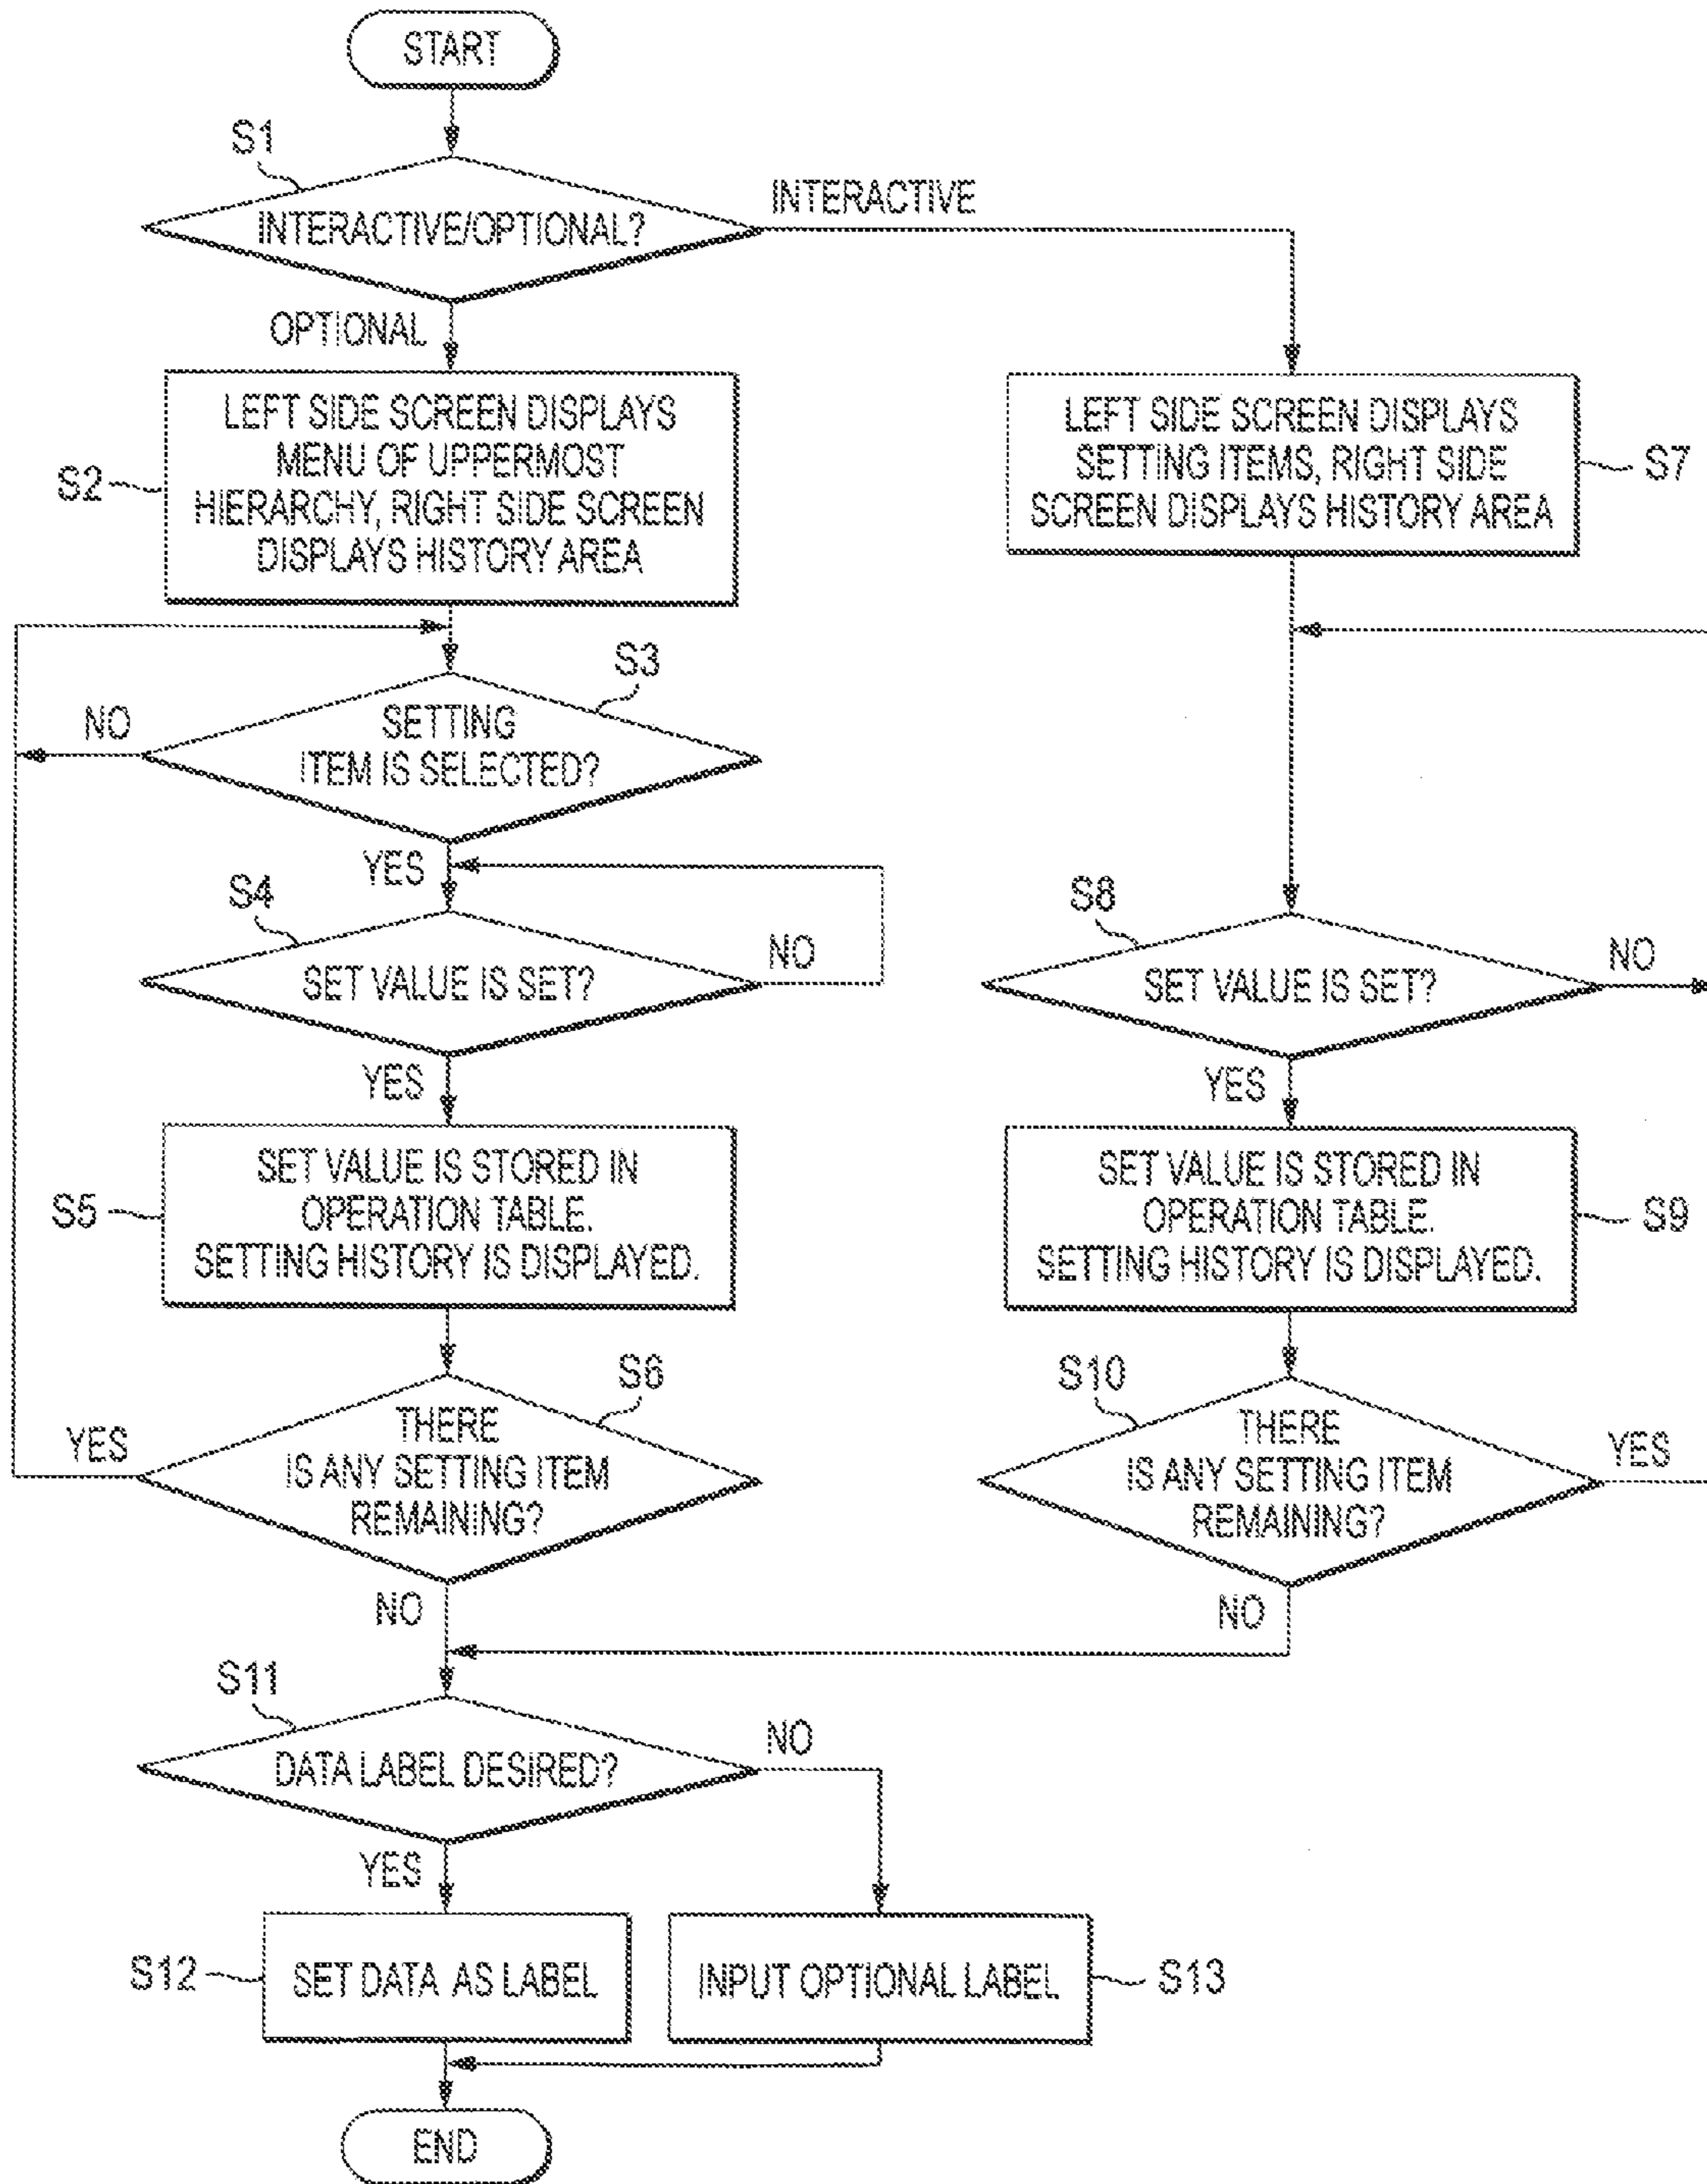 START
S1
INTERACTIVE/OPTIONAL?
INTERACTIVE
OPTIONAL
S2
LEFT SIDE SCREEN DISPLAYS
MENU OF UPPERMOST
HIERARCHY, RIGHT SIDE SCREEN
DISPLAYS HISTORY AREA
LEFT SIDE SCREEN DISPLAYS
SETTING ITEMS, RIGHT SIDE
SCREEN DISPLAYS HISTORY AREA
S7
S3
NO
SETTING
ITEM IS SELECTED?
YES
S4
SET VALUE IS SET?
NO
S8
SET VALUE IS SET?
NO
YES
YES
S5
SET VALUE IS STORED IN
OPERATION TABLE.
SETTING HISTORY IS DISPLAYED.
SET VALUE IS STORED IN
OPERATION TABLE.
SETTING HISTORY IS DISPLAYED.
S9
S6
YES
THERE
IS ANY SETTING ITEM
REMAINING?
S10
THERE
IS ANY SETTING ITEM
REMAINING?
YES
NO
NO
S11
DATA LABEL DESIRED?
NO
YES
S12
SET DATA AS LABEL
INPUT OPTIONAL LABEL
S13
END